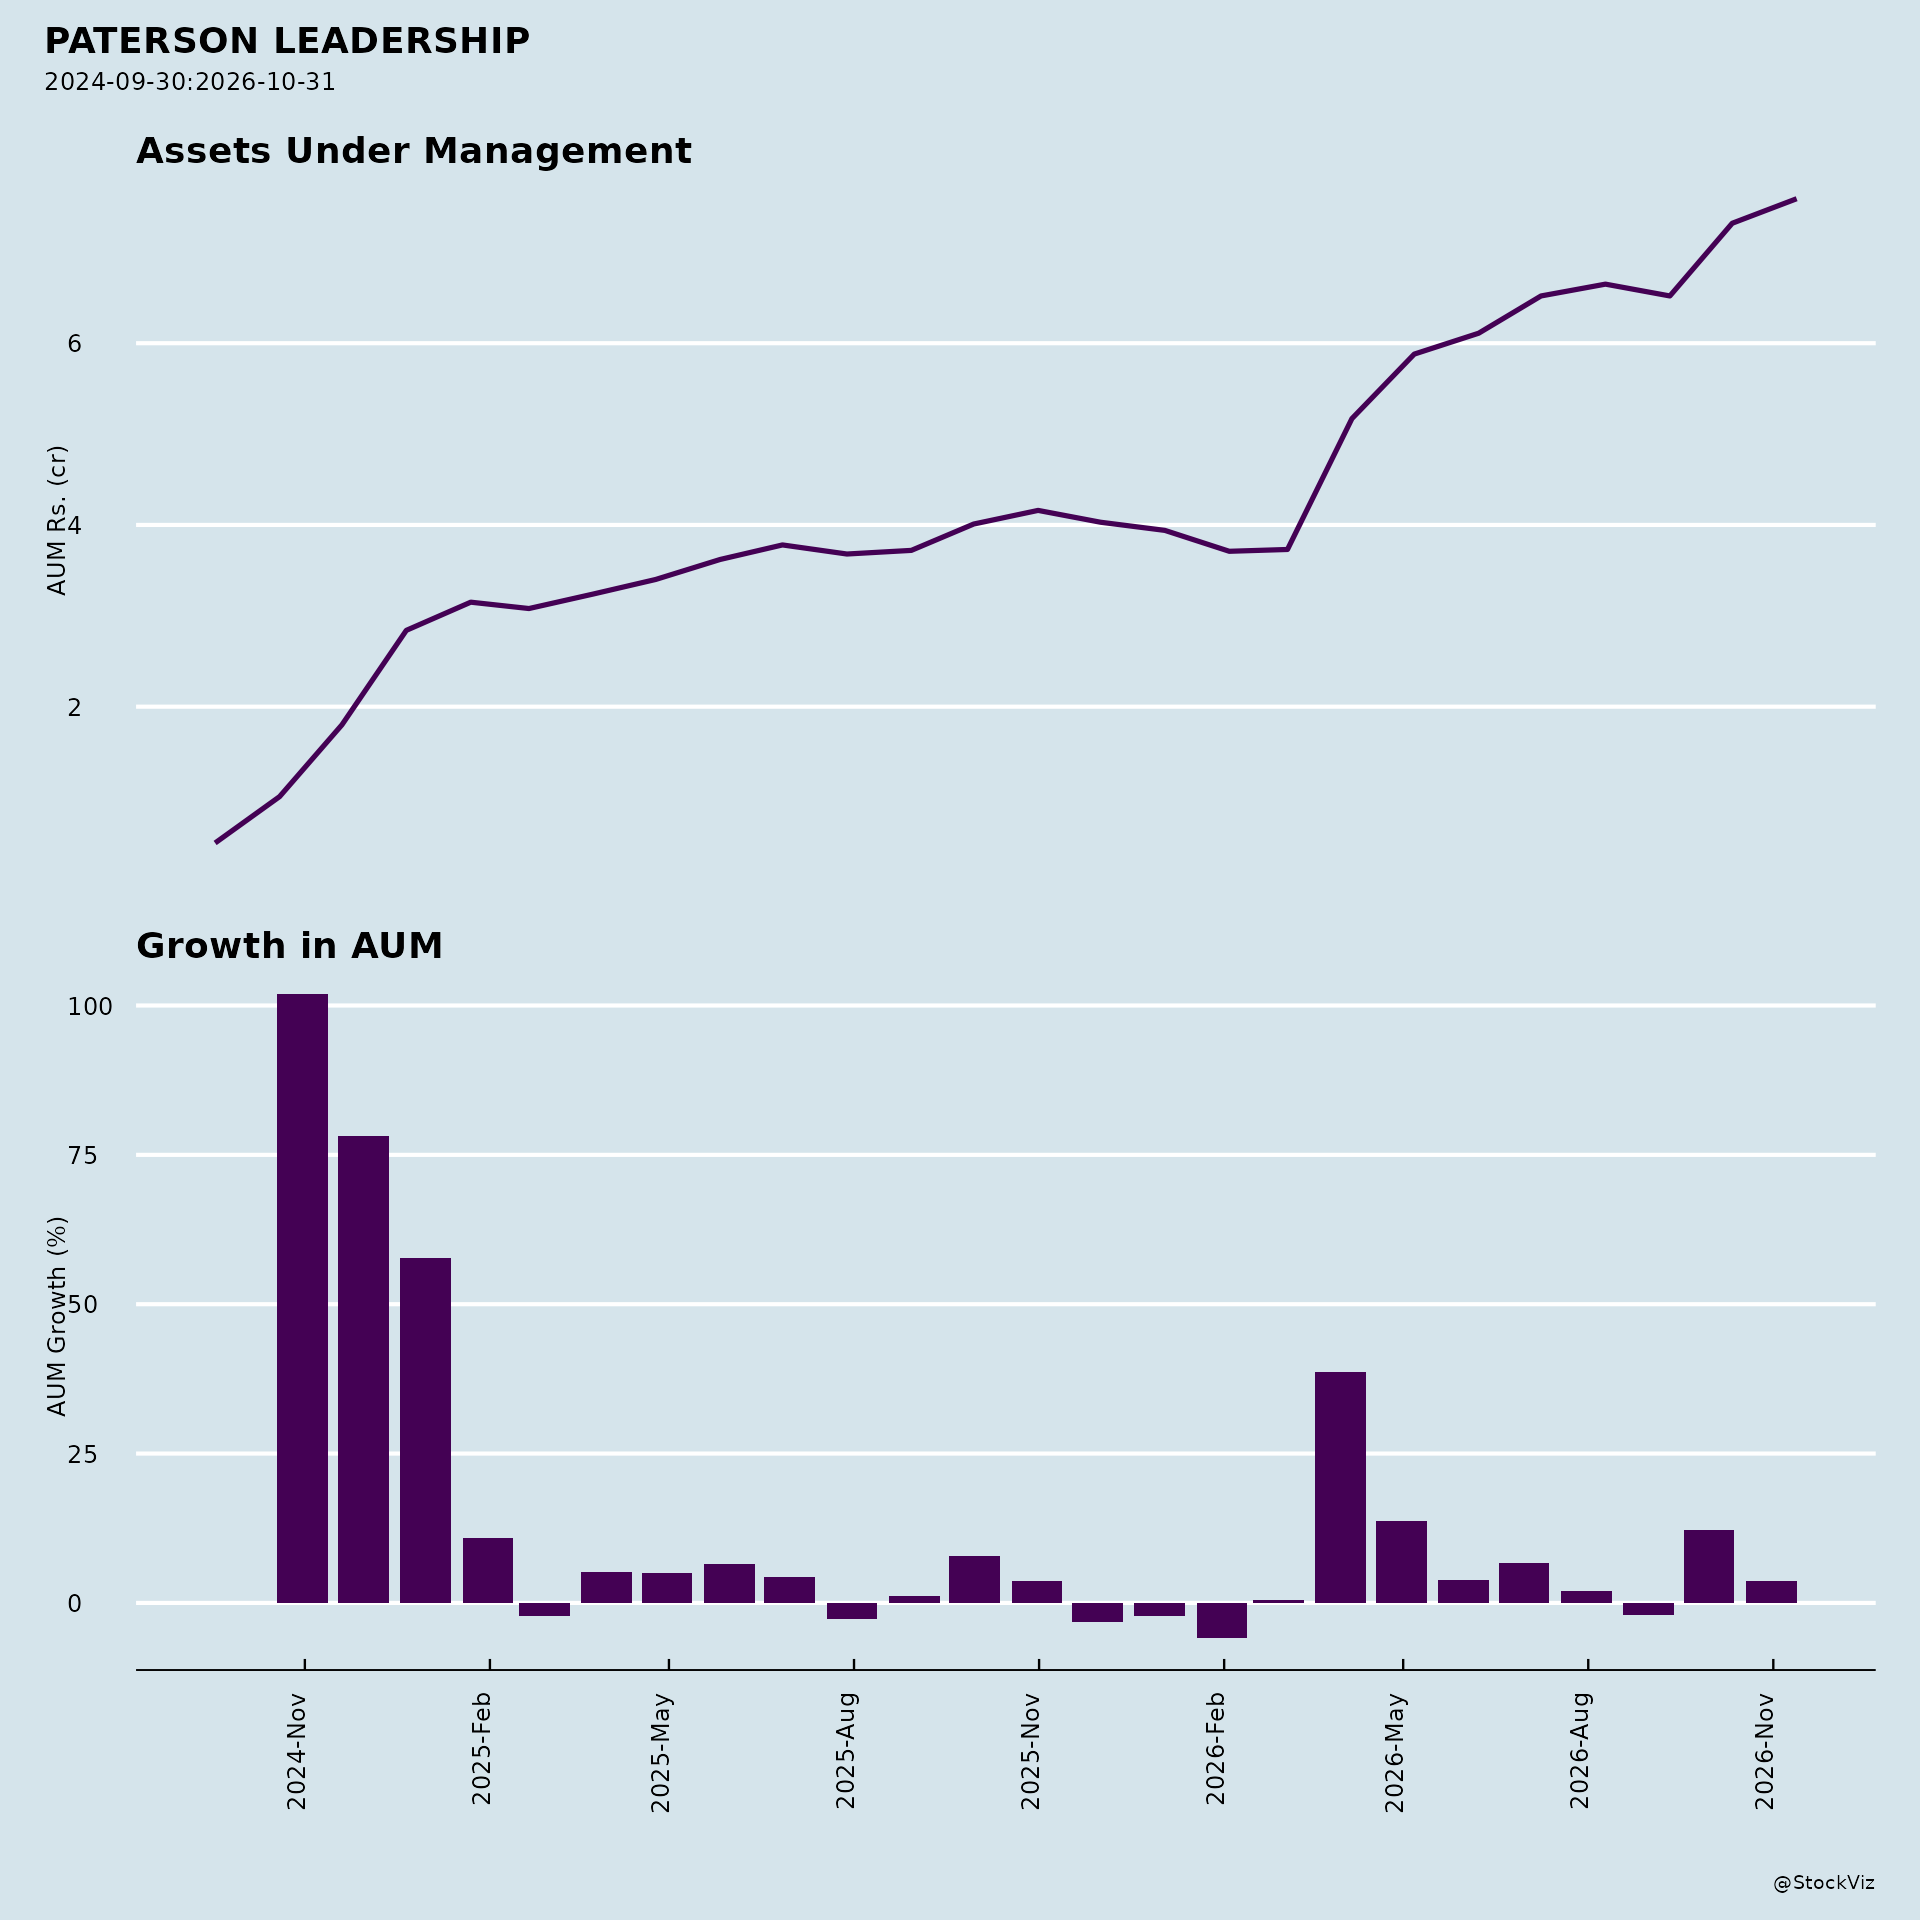 PATERSON LEADERSHIP
2024-09-30:2026-10-31
Assets Under Management
AUM Rs. (cr)
6
4
2
Growth in AUM
AUM Growth (%)
100
75
50
25
0
2024-Nov
2025-Feb
2025-May
2025-Aug
2025-Nov
2026-Feb
2026-May
2026-Aug
2026-Nov
@StockViz